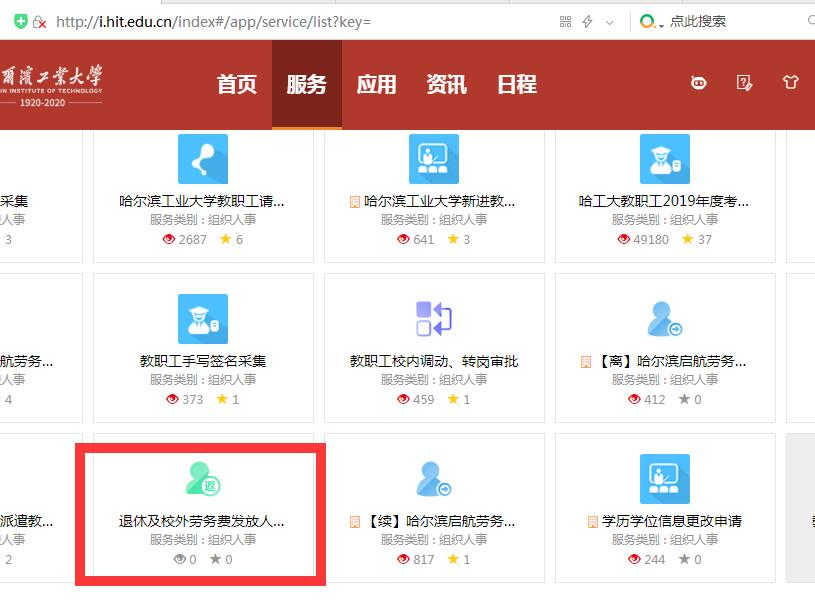 http://i.hit.edu.cn/index#/app/service/list?key=
点此搜索
爾濱工業大學
IN INSTITUTE OF TECHNOLOGY
1920-2020
首页
服务
应用
资讯
日程
采集
人事
3
哈尔滨工业大学教职工请...
服务类别：组织人事
2687 6
哈尔滨工业大学新进教...
服务类别：组织人事
641 3
哈工大教职工2019年度考...
服务类别：组织人事
49180 37
航劳务...
人事
4
教职工手写签名采集
服务类别：组织人事
373 1
教职工校内调动、转岗审批
服务类别：组织人事
459 1
【离】哈尔滨启航劳务...
服务类别：组织人事
412 0
派遣教...
人事
2
返
退休及校外劳务费发放人...
服务类别：组织人事
0 0
【续】哈尔滨启航劳务...
服务类别：组织人事
817 1
学历学位信息更改申请
服务类别：组织人事
244 0